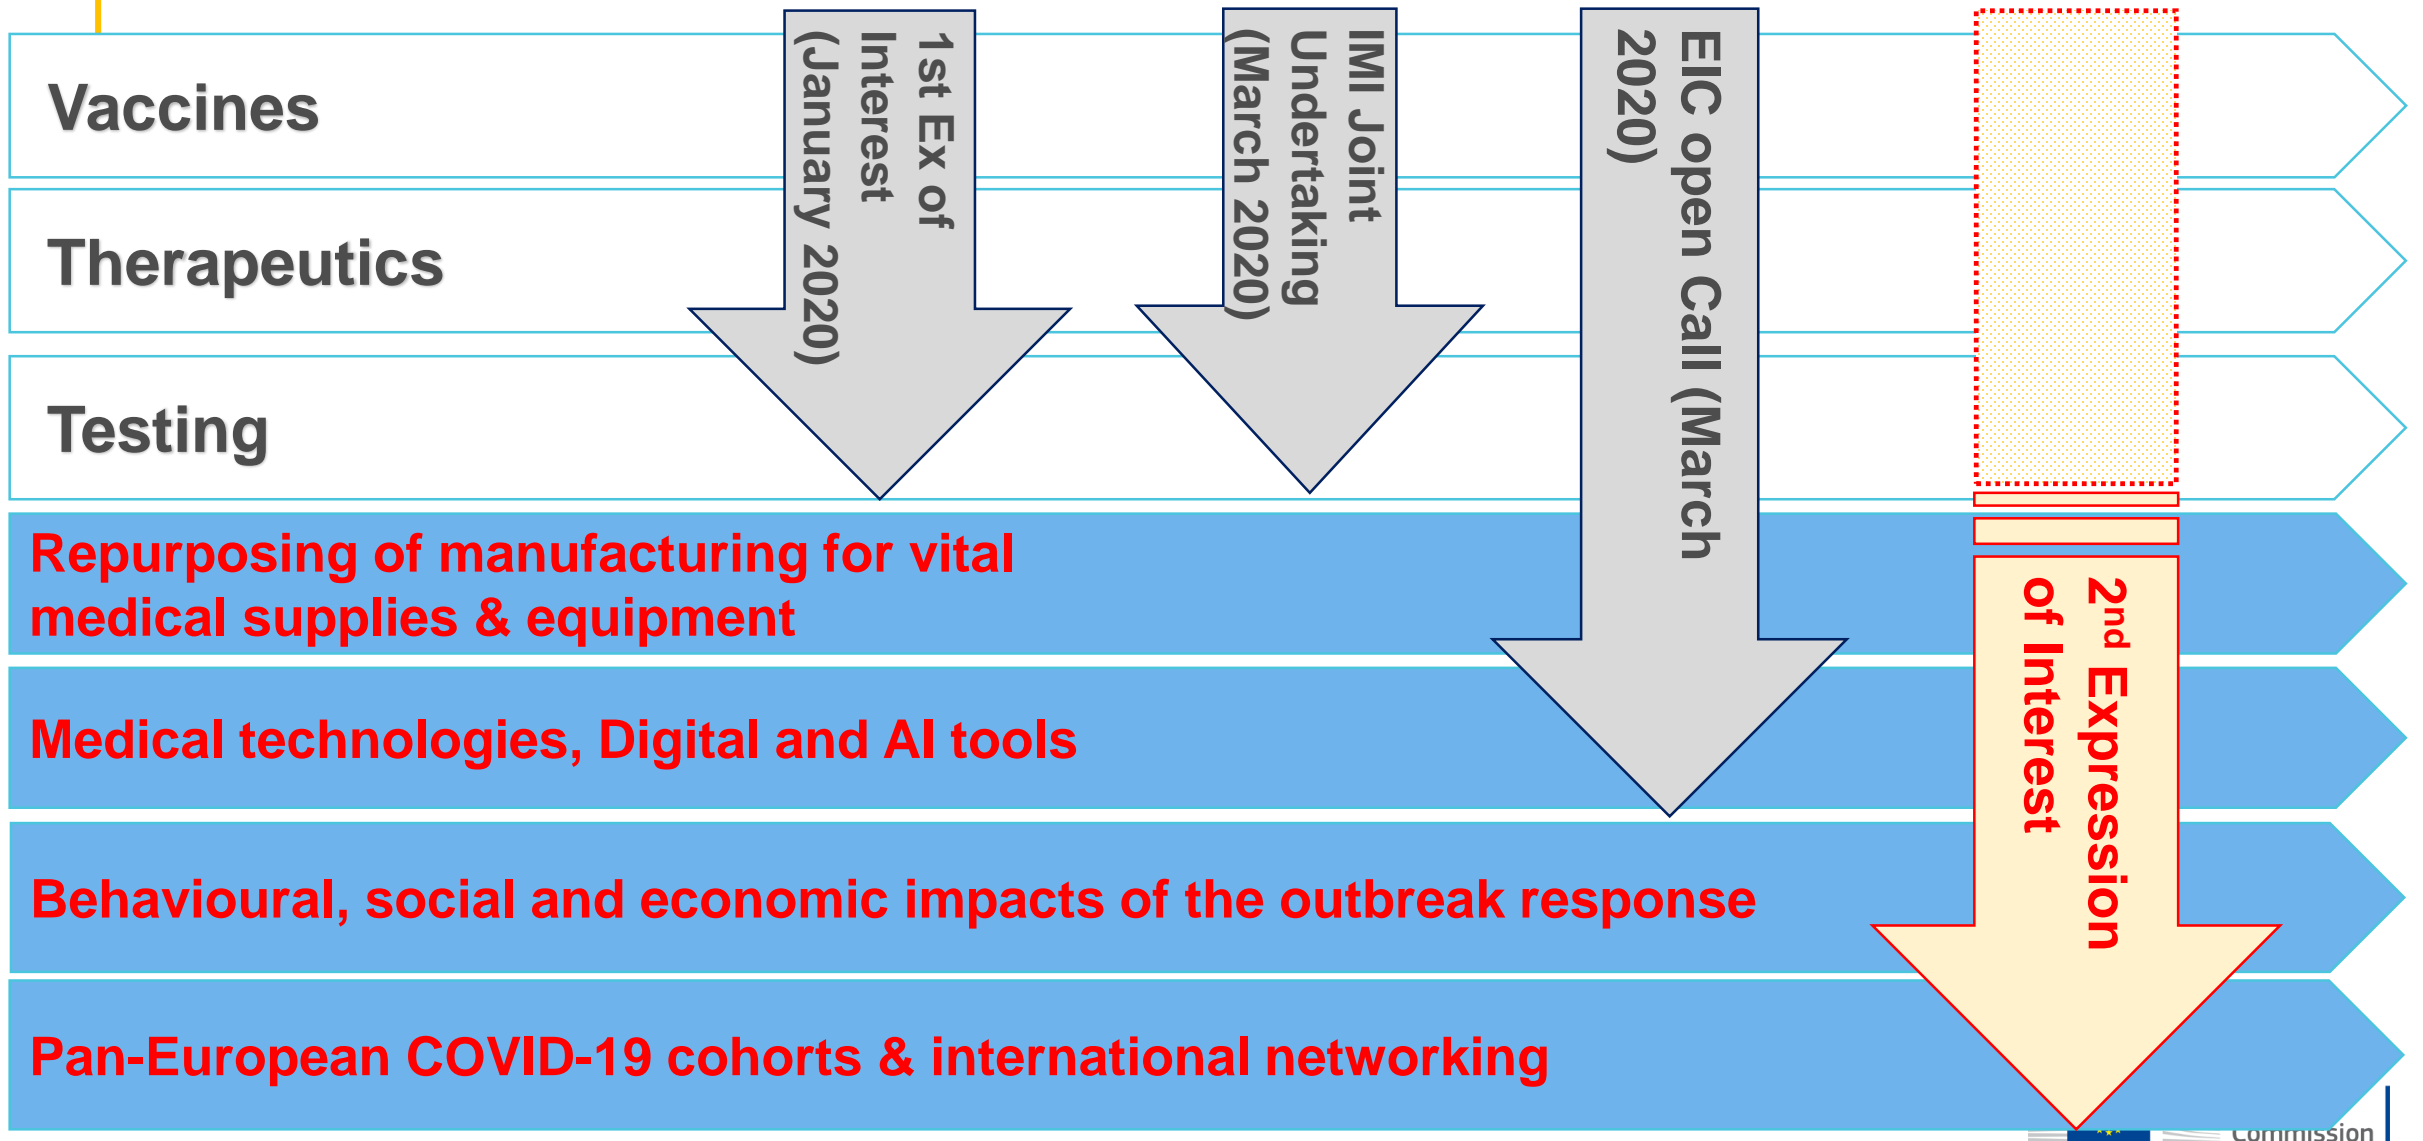 Vaccines
Therapeutics
Testing
Repurposing of manufacturing for vital
medical supplies & equipment
Medical technologies, Digital and AI tools
Behavioural, social and economic impacts of the outbreak response
Pan-European COVID-19 cohorts & international networking
1st Ex of
Interest
(January 2020)
IMI Joint
Undertaking
(March 2020)
EIC open Call (March
2020)
2nd Expression
of Interest
Commission